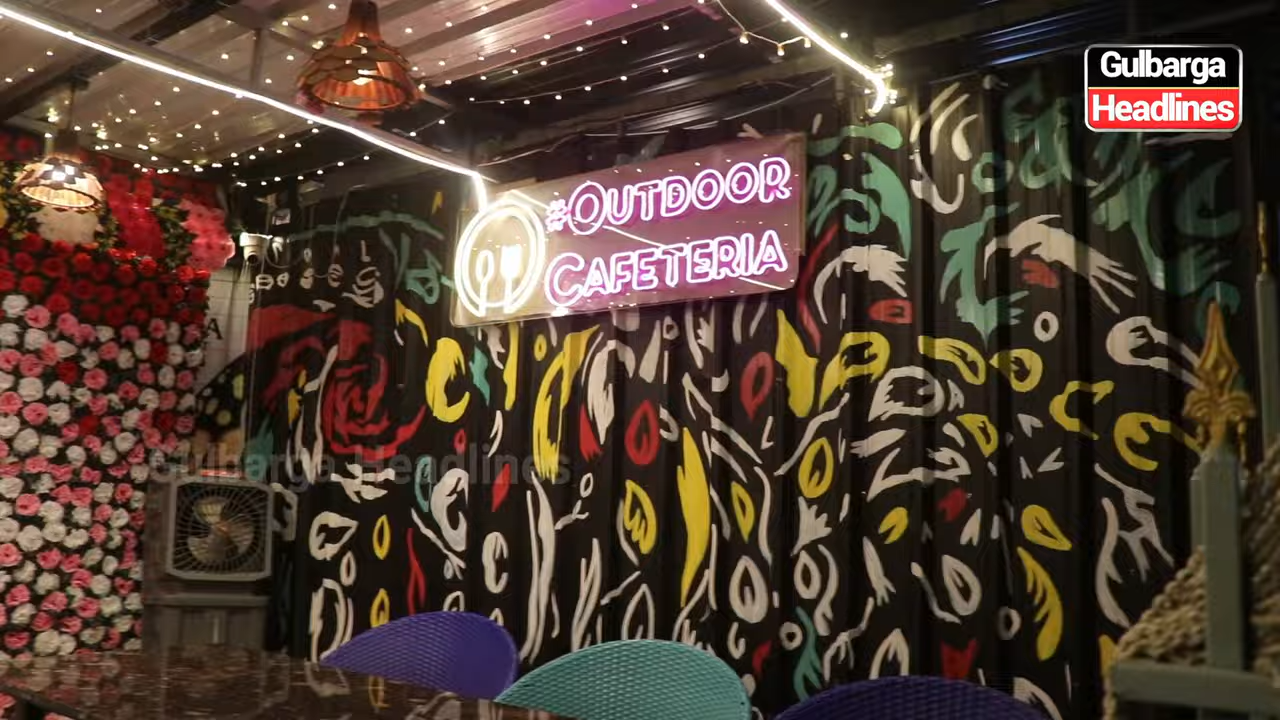 Gulbarga
Headlines
#OUTDOOR
CAFETERIA
Gulbarga Headlines